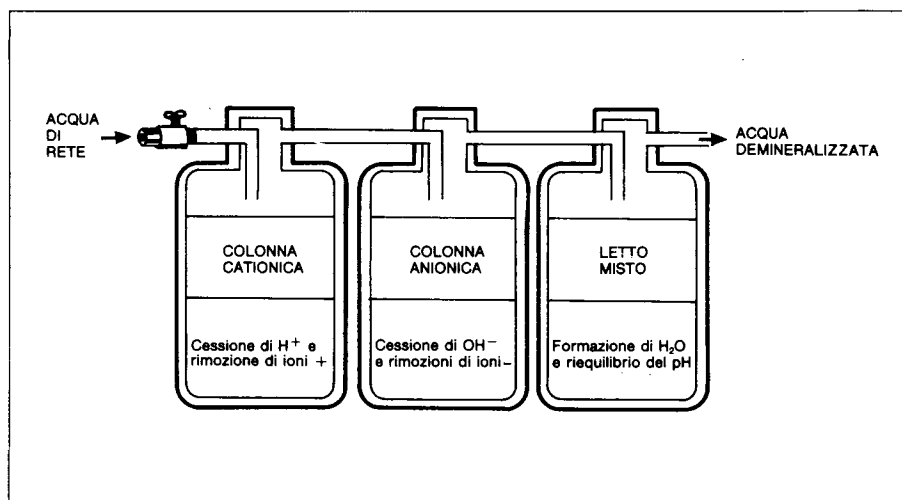 ACQUA
DI
RETE
ACQUA
DEMINERALIZZATA
COLONNA
CATIONICA
Cessione di H⁺ e
rimozione di ioni +
COLONNA
ANIONICA
Cessione di OH⁻
e rimozioni di ioni-
LETTO
MISTO
Formazione di H₂O
e riequilibrio del pH